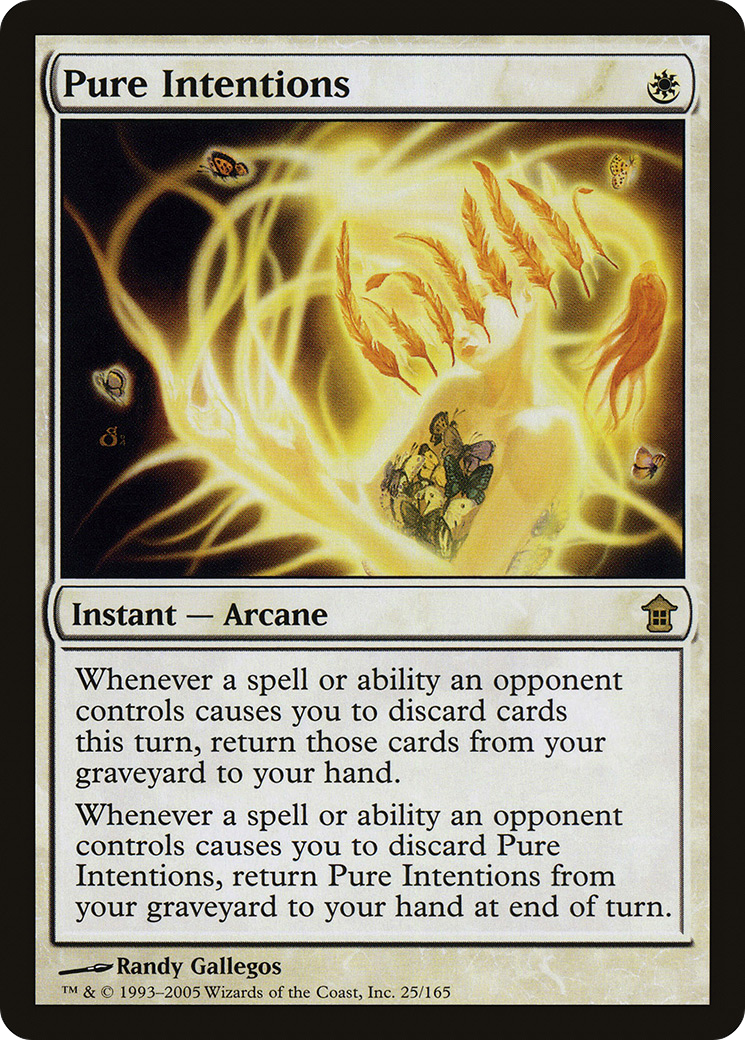 Pure Intentions
Instant — Arcane
Whenever a spell or ability an opponent
controls causes you to discard cards
this turn, return those cards from your
graveyard to your hand.
Whenever a spell or ability an opponent
controls causes you to discard Pure
Intentions, return Pure Intentions from
your graveyard to your hand at end of turn.
Randy Gallegos
™ & © 1993–2005 Wizards of the Coast, Inc. 25/165